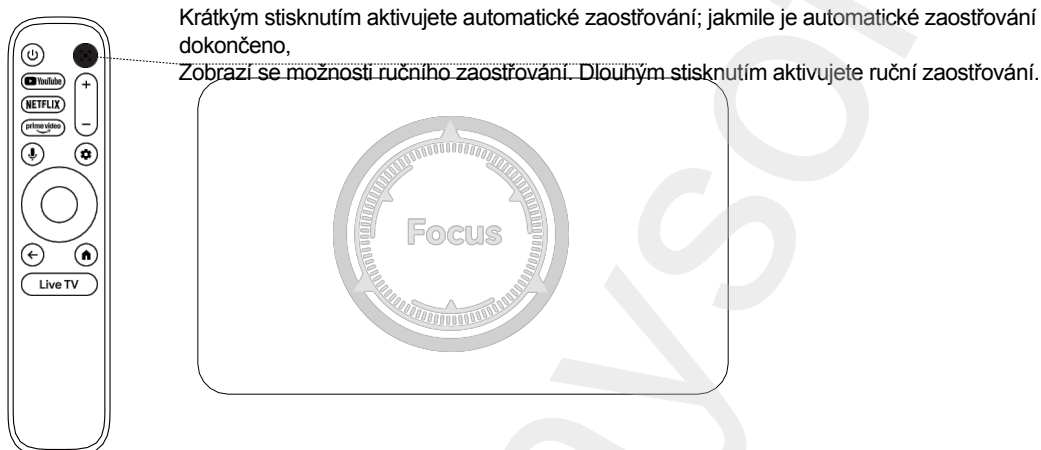 Krátkým stisknutím aktivujete automatické zaostřování; jakmile je automatické zaostřování
dokončeno,
Zobrazí se možnosti ručního zaostřování. Dlouhým stisknutím aktivujete ruční zaostřování.
YouTube
+
NETFLIX
prime video
−
Focus
Live TV